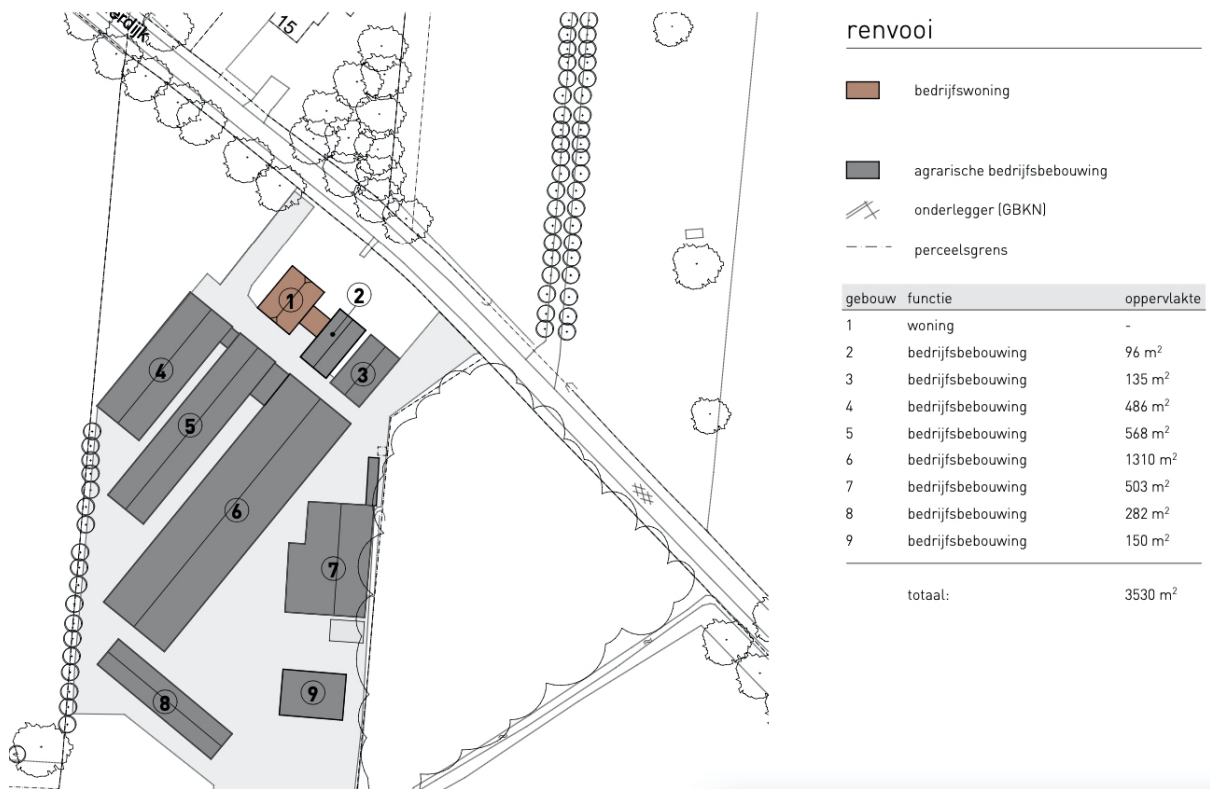 erdijk
15
1
2
3
4
5
6
7
8
9
renvooi
bedrijfswoning
agrarische bedrijfsbebouwing
onderlegger (GBKN)
perceelsgrens
gebouw functie oppervlakte
1 woning -
2 bedrijfsbebouwing 96 m²
3 bedrijfsbebouwing 135 m²
4 bedrijfsbebouwing 486 m²
5 bedrijfsbebouwing 568 m²
6 bedrijfsbebouwing 1310 m²
7 bedrijfsbebouwing 503 m²
8 bedrijfsbebouwing 282 m²
9 bedrijfsbebouwing 150 m²
totaal: 3530 m²